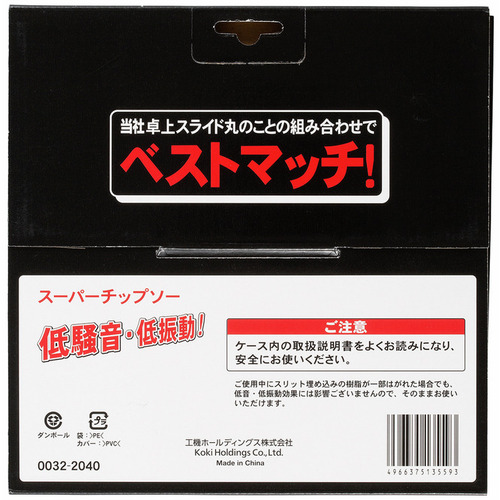 当社卓上スライド丸のことの組み合わせで
ベストマッチ!
スーパーチップソー
低騒音・低振動!
ご注意
ケース内の取扱説明書をよくお読みになり、
安全にお使いください。
ご使用中にスリット埋め込みの樹脂が一部はがれた場合でも、
低音・低振動効果には影響ございませんので、そのままお使い
いただけます。
ダンボール
プラ
袋:>PE<
カバー:>PVC<
0032-2040
工機ホールディングス株式会社
Koki Holdings Co.,Ltd.
Made in China
4966375135593